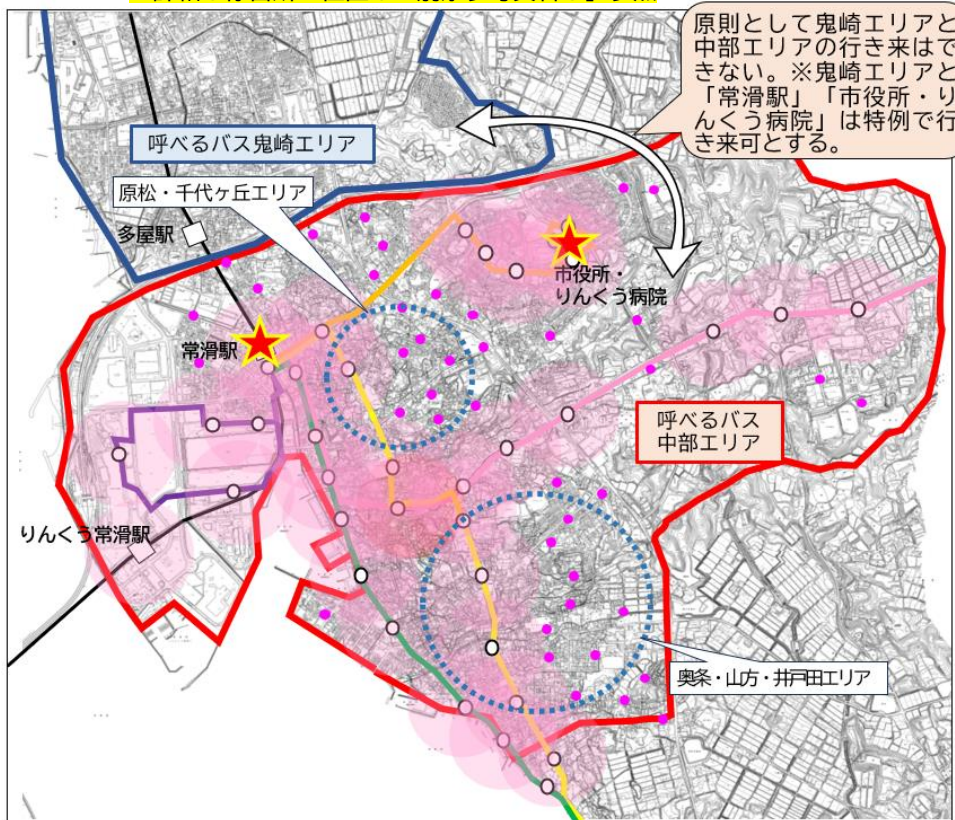 原則として鬼崎エリアと
中部エリアの行き来はで
きない。※鬼崎エリアと
「常滑駅」「市役所・り
んくう病院」は特例で行
き来可とする。
呼べるバス鬼崎エリア
原松・千代ヶ丘エリア
多屋駅
市役所・
りんくう病院
常滑駅
呼べるバス
中部エリア
りんくう常滑駅
奥条・山方・井戸田エリア